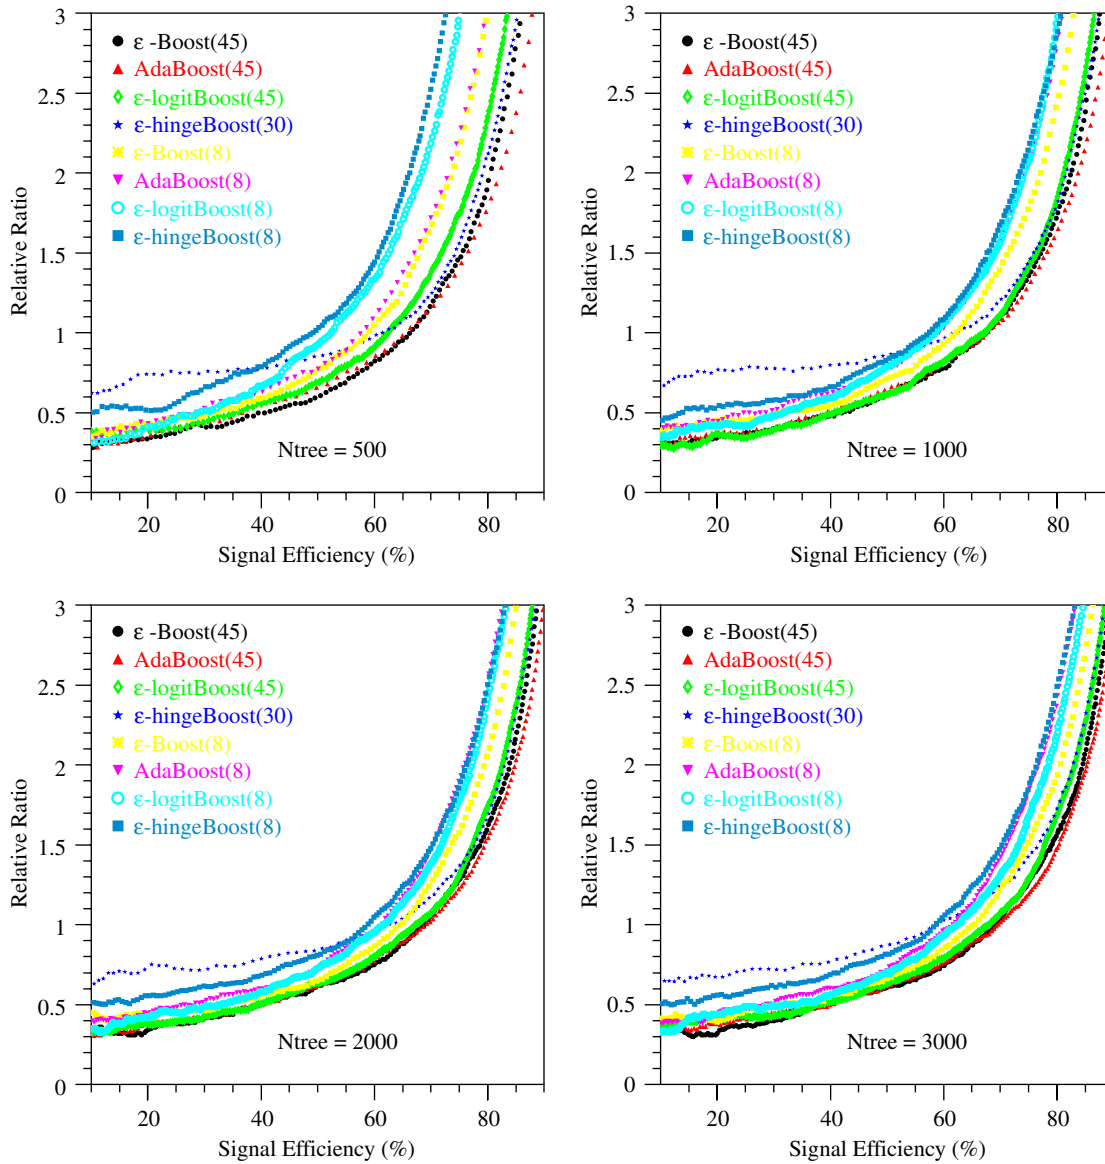 3
2.5
2
1.5
1
0.5
0
Relative Ratio
ε -Boost(45)
AdaBoost(45)
ε-logitBoost(45)
ε-hingeBoost(30)
ε-Boost(8)
AdaBoost(8)
ε-logitBoost(8)
ε-hingeBoost(8)
Ntree = 500
20 40 60 80
Signal Efficiency (%)
3
2.5
2
1.5
1
0.5
0
Relative Ratio
ε -Boost(45)
AdaBoost(45)
ε-logitBoost(45)
ε-hingeBoost(30)
ε-Boost(8)
AdaBoost(8)
ε-logitBoost(8)
ε-hingeBoost(8)
Ntree = 1000
20 40 60 80
Signal Efficiency (%)
3
2.5
2
1.5
1
0.5
0
Relative Ratio
ε -Boost(45)
AdaBoost(45)
ε-logitBoost(45)
ε-hingeBoost(30)
ε-Boost(8)
AdaBoost(8)
ε-logitBoost(8)
ε-hingeBoost(8)
Ntree = 2000
20 40 60 80
Signal Efficiency (%)
3
2.5
2
1.5
1
0.5
0
Relative Ratio
ε -Boost(45)
AdaBoost(45)
ε-logitBoost(45)
ε-hingeBoost(30)
ε-Boost(8)
AdaBoost(8)
ε-logitBoost(8)
ε-hingeBoost(8)
Ntree = 3000
20 40 60 80
Signal Efficiency (%)